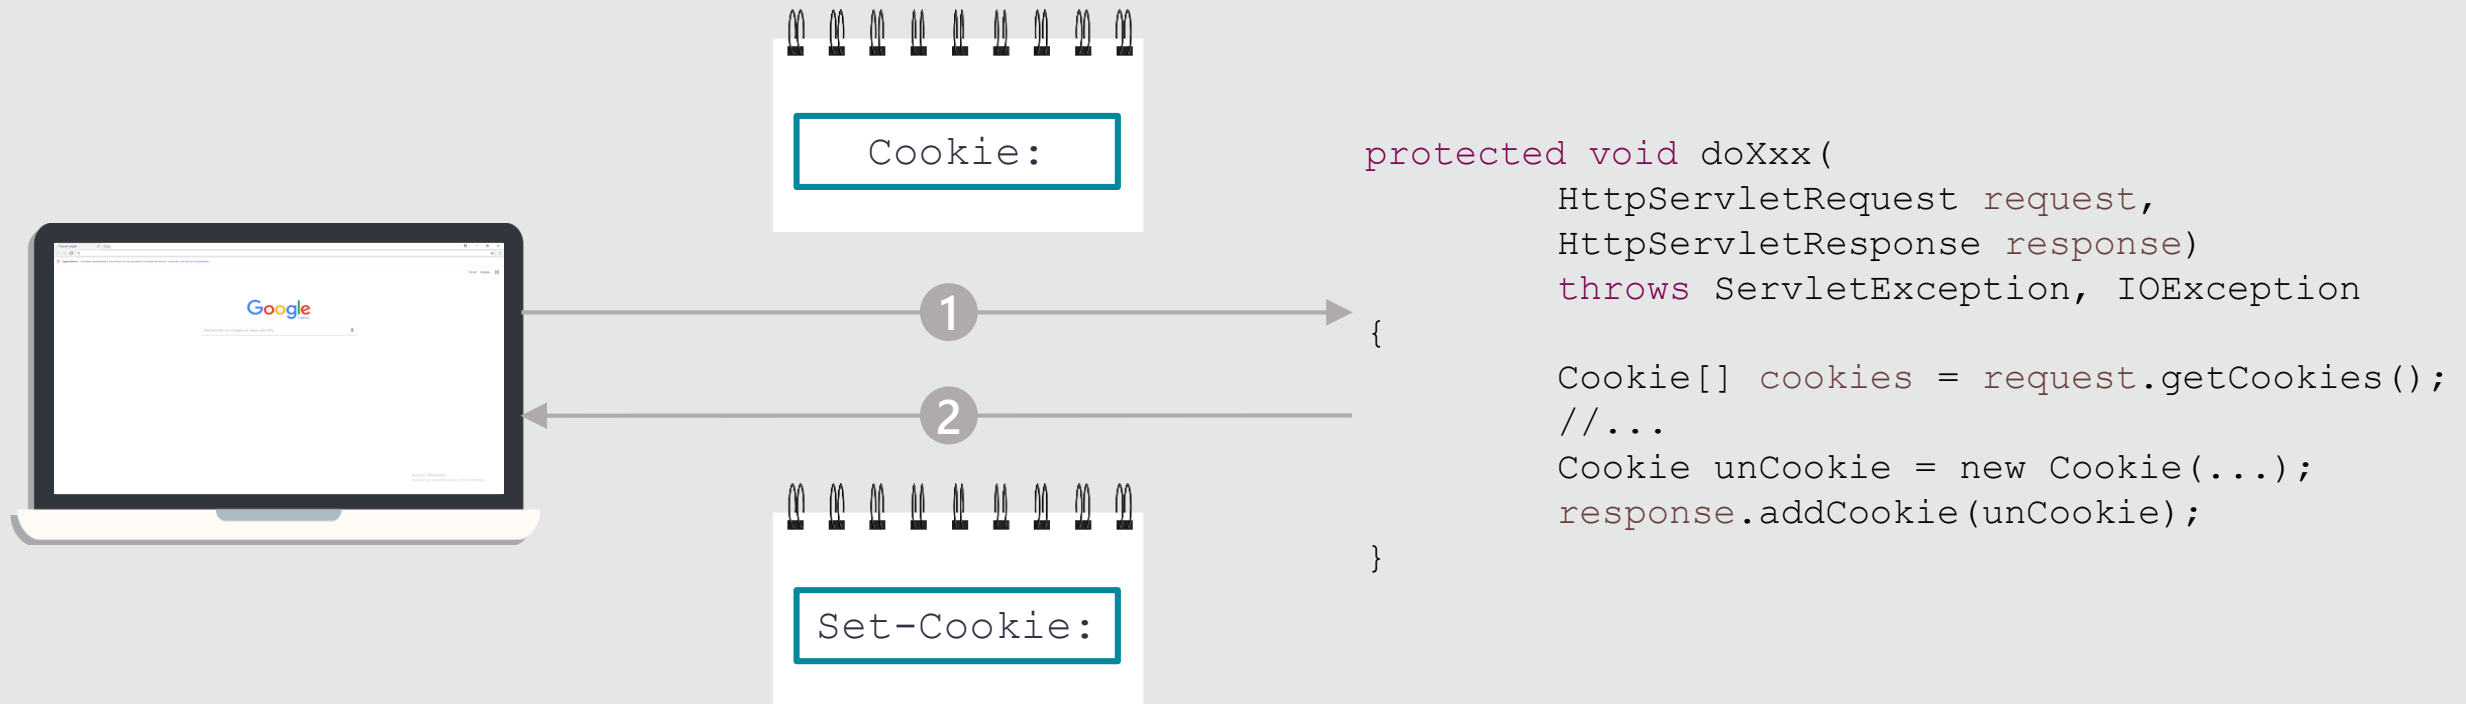 Cookie:
Google
1
2
Set-Cookie:
protected void doXxx(
HttpServletRequest request,
HttpServletResponse response)
throws ServletException, IOException
{
Cookie[] cookies = request.getCookies();
//...
Cookie unCookie = new Cookie(...);
response.addCookie(unCookie);
}